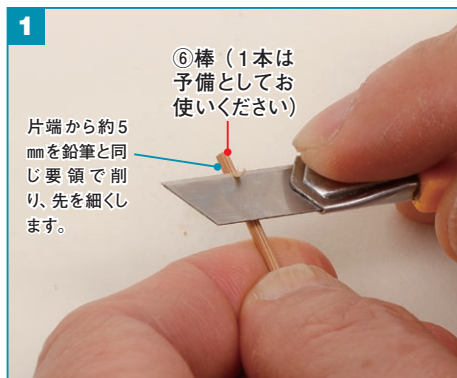 1
⑥棒（1本は
予備としてお
使いください）
片端から約5
㎜を鉛筆と同
じ要領で削
り、先を細くし
ます。